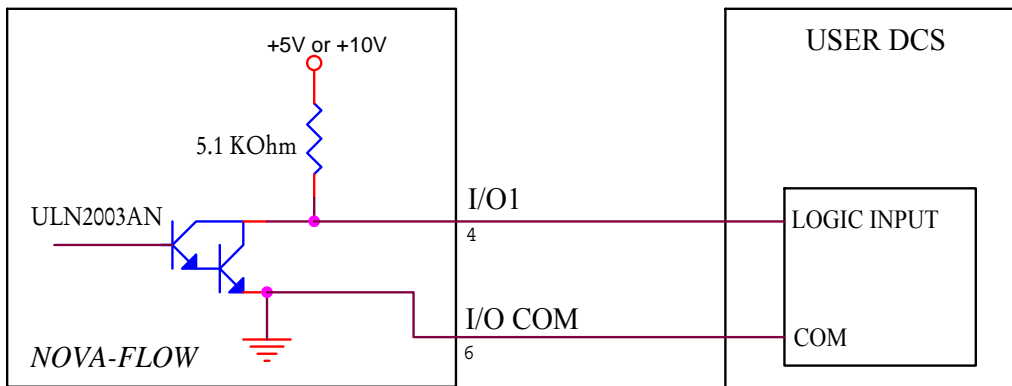 +5V or +10V
USER DCS
5.1 KOhm
ULN2003AN
I/O1
4
LOGIC INPUT
I/O COM
6
COM
NOVA-FLOW